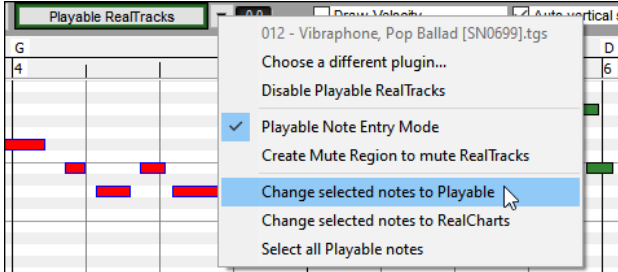 Playable RealTracks
0.0
Draw Velocity
Auto vertical s
G
D
4
6
012 - Vibraphone, Pop Ballad [SN0699].tgs
Choose a different plugin...
Disable Playable RealTracks
Playable Note Entry Mode
Create Mute Region to mute RealTracks
Change selected notes to Playable
Change selected notes to RealCharts
Select all Playable notes